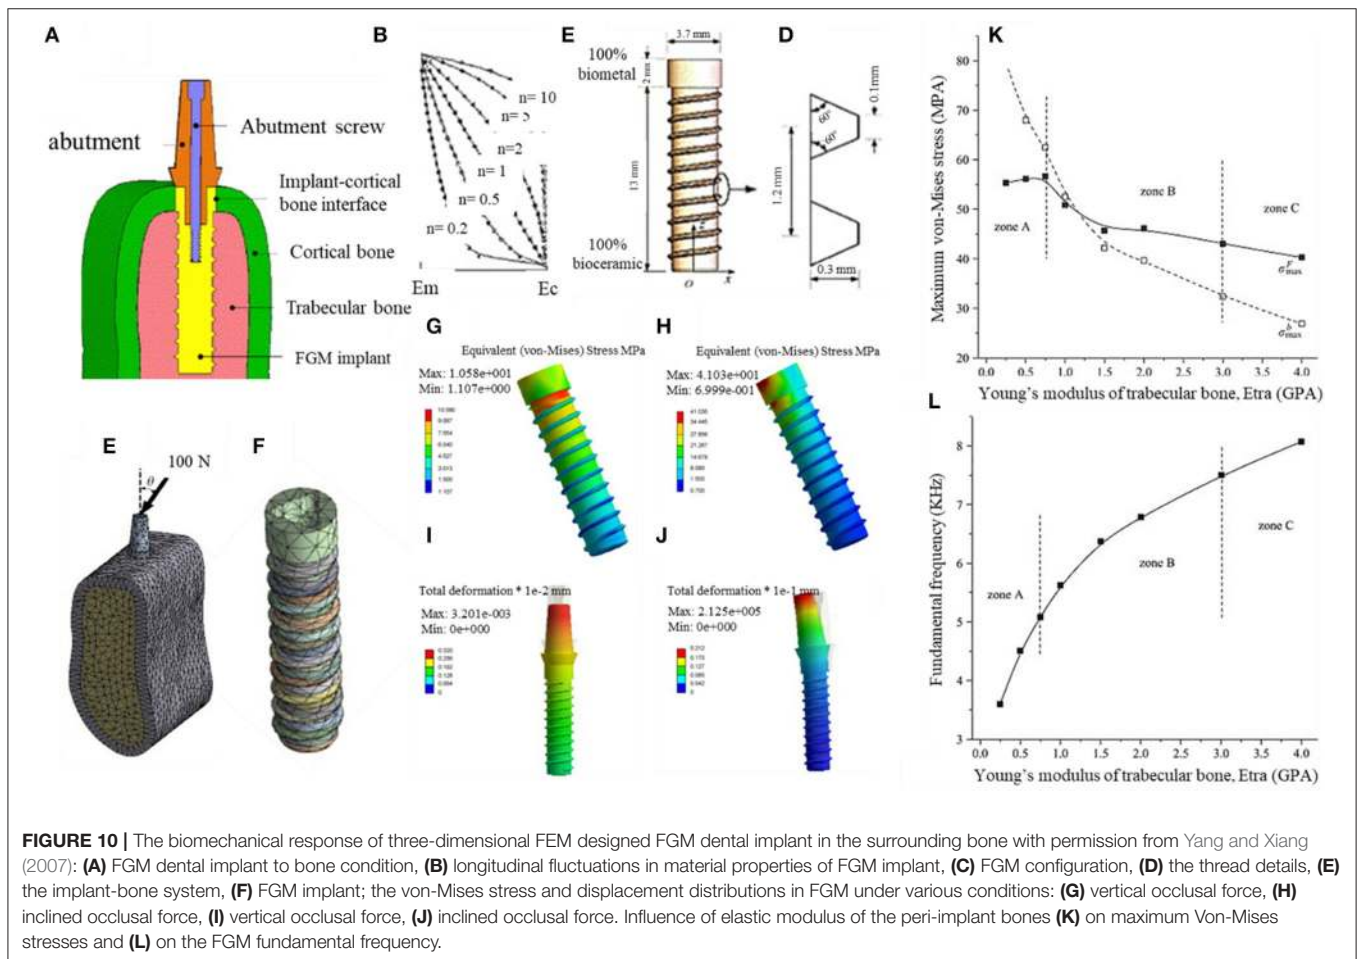 A
abutment
Abutment screw
Implant-cortical
bone interface
Cortical bone
Trabecular bone
FGM implant
B
n= 10
n= 5
n=2
n= 1
n= 0.5
n= 0.2
Em
Ec
E
3.7 mm
100%
biometal
2 mm
13 mm
100%
bioceramic
z
o
x
D
60°
60°
0.1mm
1.2 mm
0.3 mm
E
100 N
θ
F
G
Equivalent (von-Mises) Stress MPa
Max: 1.058e+001
Min: 1.107e+000
H
Equivalent (von-Mises) Stress MPa
Max: 4.103e+001
Min: 6.999e-001
I
Total deformation * 1e-2 mm
Max: 3.201e-003
Min: 0e+000
J
Total deformation * 1e-1 mm
Max: 2.125e+005
Min: 0e+000
K
Maximum von-Mises stress (MPA)
80
70
60
50
40
30
20
zone A
zone B
zone C
σFmax
σbmax
0.0 0.5 1.0 1.5 2.0 2.5 3.0 3.5 4.0
Young's modulus of trabecular bone, Etra (GPA)
L
Fundamental frequency (KHz)
8
7
6
5
4
3
zone A
zone B
zone C
0.0 0.5 1.0 1.5 2.0 2.5 3.0 3.5 4.0
Young's modulus of trabecular bone, Etra (GPA)
FIGURE 10 | The biomechanical response of three-dimensional FEM designed FGM dental implant in the surrounding bone with permission from Yang and Xiang
(2007): (A) FGM dental implant to bone condition, (B) longitudinal fluctuations in material properties of FGM implant, (C) FGM configuration, (D) the thread details, (E)
the implant-bone system, (F) FGM implant; the von-Mises stress and displacement distributions in FGM under various conditions: (G) vertical occlusal force, (H)
inclined occlusal force, (I) vertical occlusal force, (J) inclined occlusal force. Influence of elastic modulus of the peri-implant bones (K) on maximum Von-Mises
stresses and (L) on the FGM fundamental frequency.